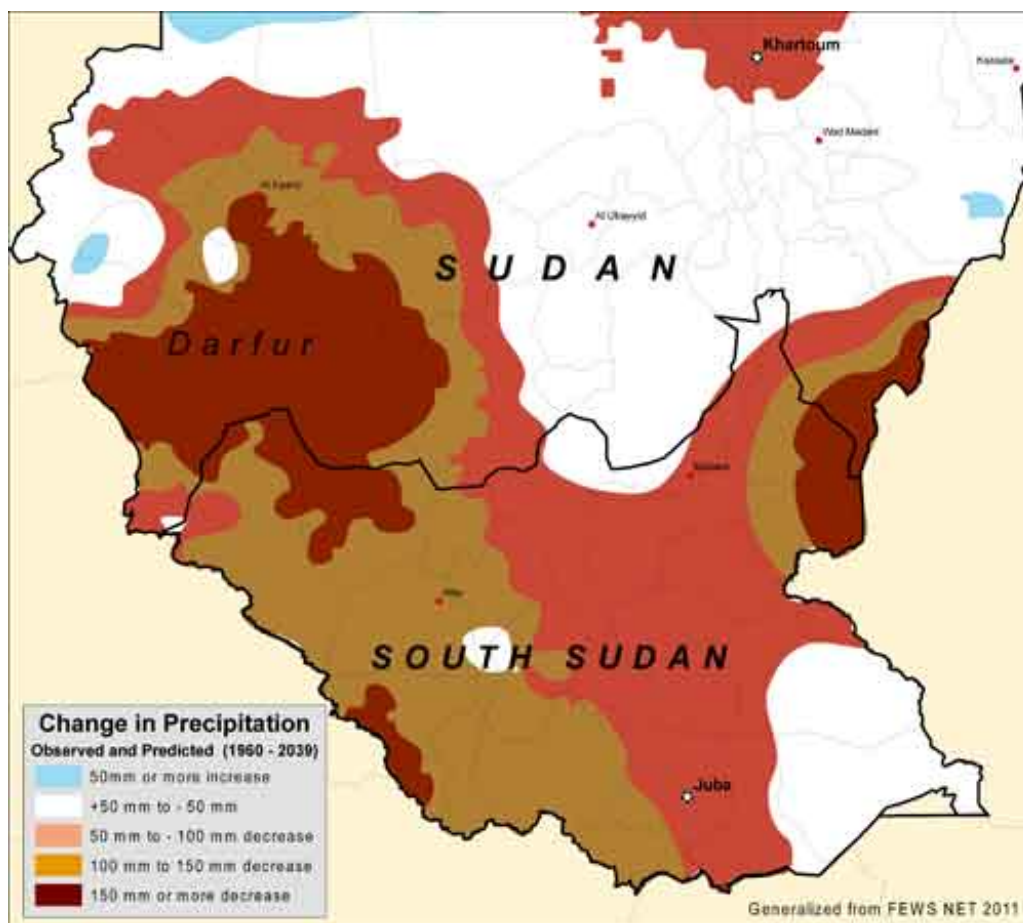 Khartoum
Kassala
Wad Madani
Al Fashir
Al Ubayyid
SUDAN
Darfur
Malakal
Wau
SOUTH SUDAN
Juba
Change in Precipitation
Observed and Predicted (1960 - 2039)
50mm or more increase
+50 mm to - 50 mm
50 mm to - 100 mm decrease
100 mm to 150 mm decrease
150 mm or more decrease
Generalized from FEWS NET 2011